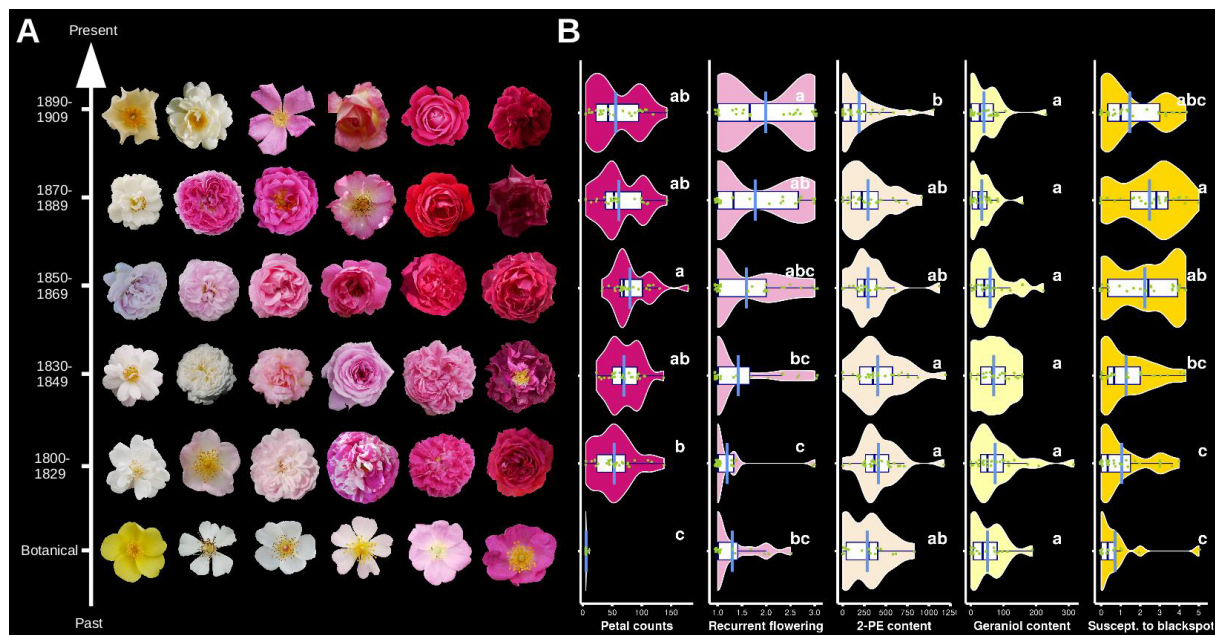 A
B
Present
1890-
1909
1870-
1889
1850-
1869
1830-
1849
1800-
1829
Botanical
Past
ab
ab
a
ab
b
c
0 50 100 150
Petal counts
a
ab
abc
bc
c
bc
1.0 1.5 2.0 2.5 3.0
Recurrent flowering
b
ab
ab
a
a
ab
0 250 500 750 1000 125
2-PE content
a
a
a
a
a
a
0 100 200 300
Geraniol content
abc
a
ab
bc
c
c
0 1 2 3 4 5
Suscept. to blackspot